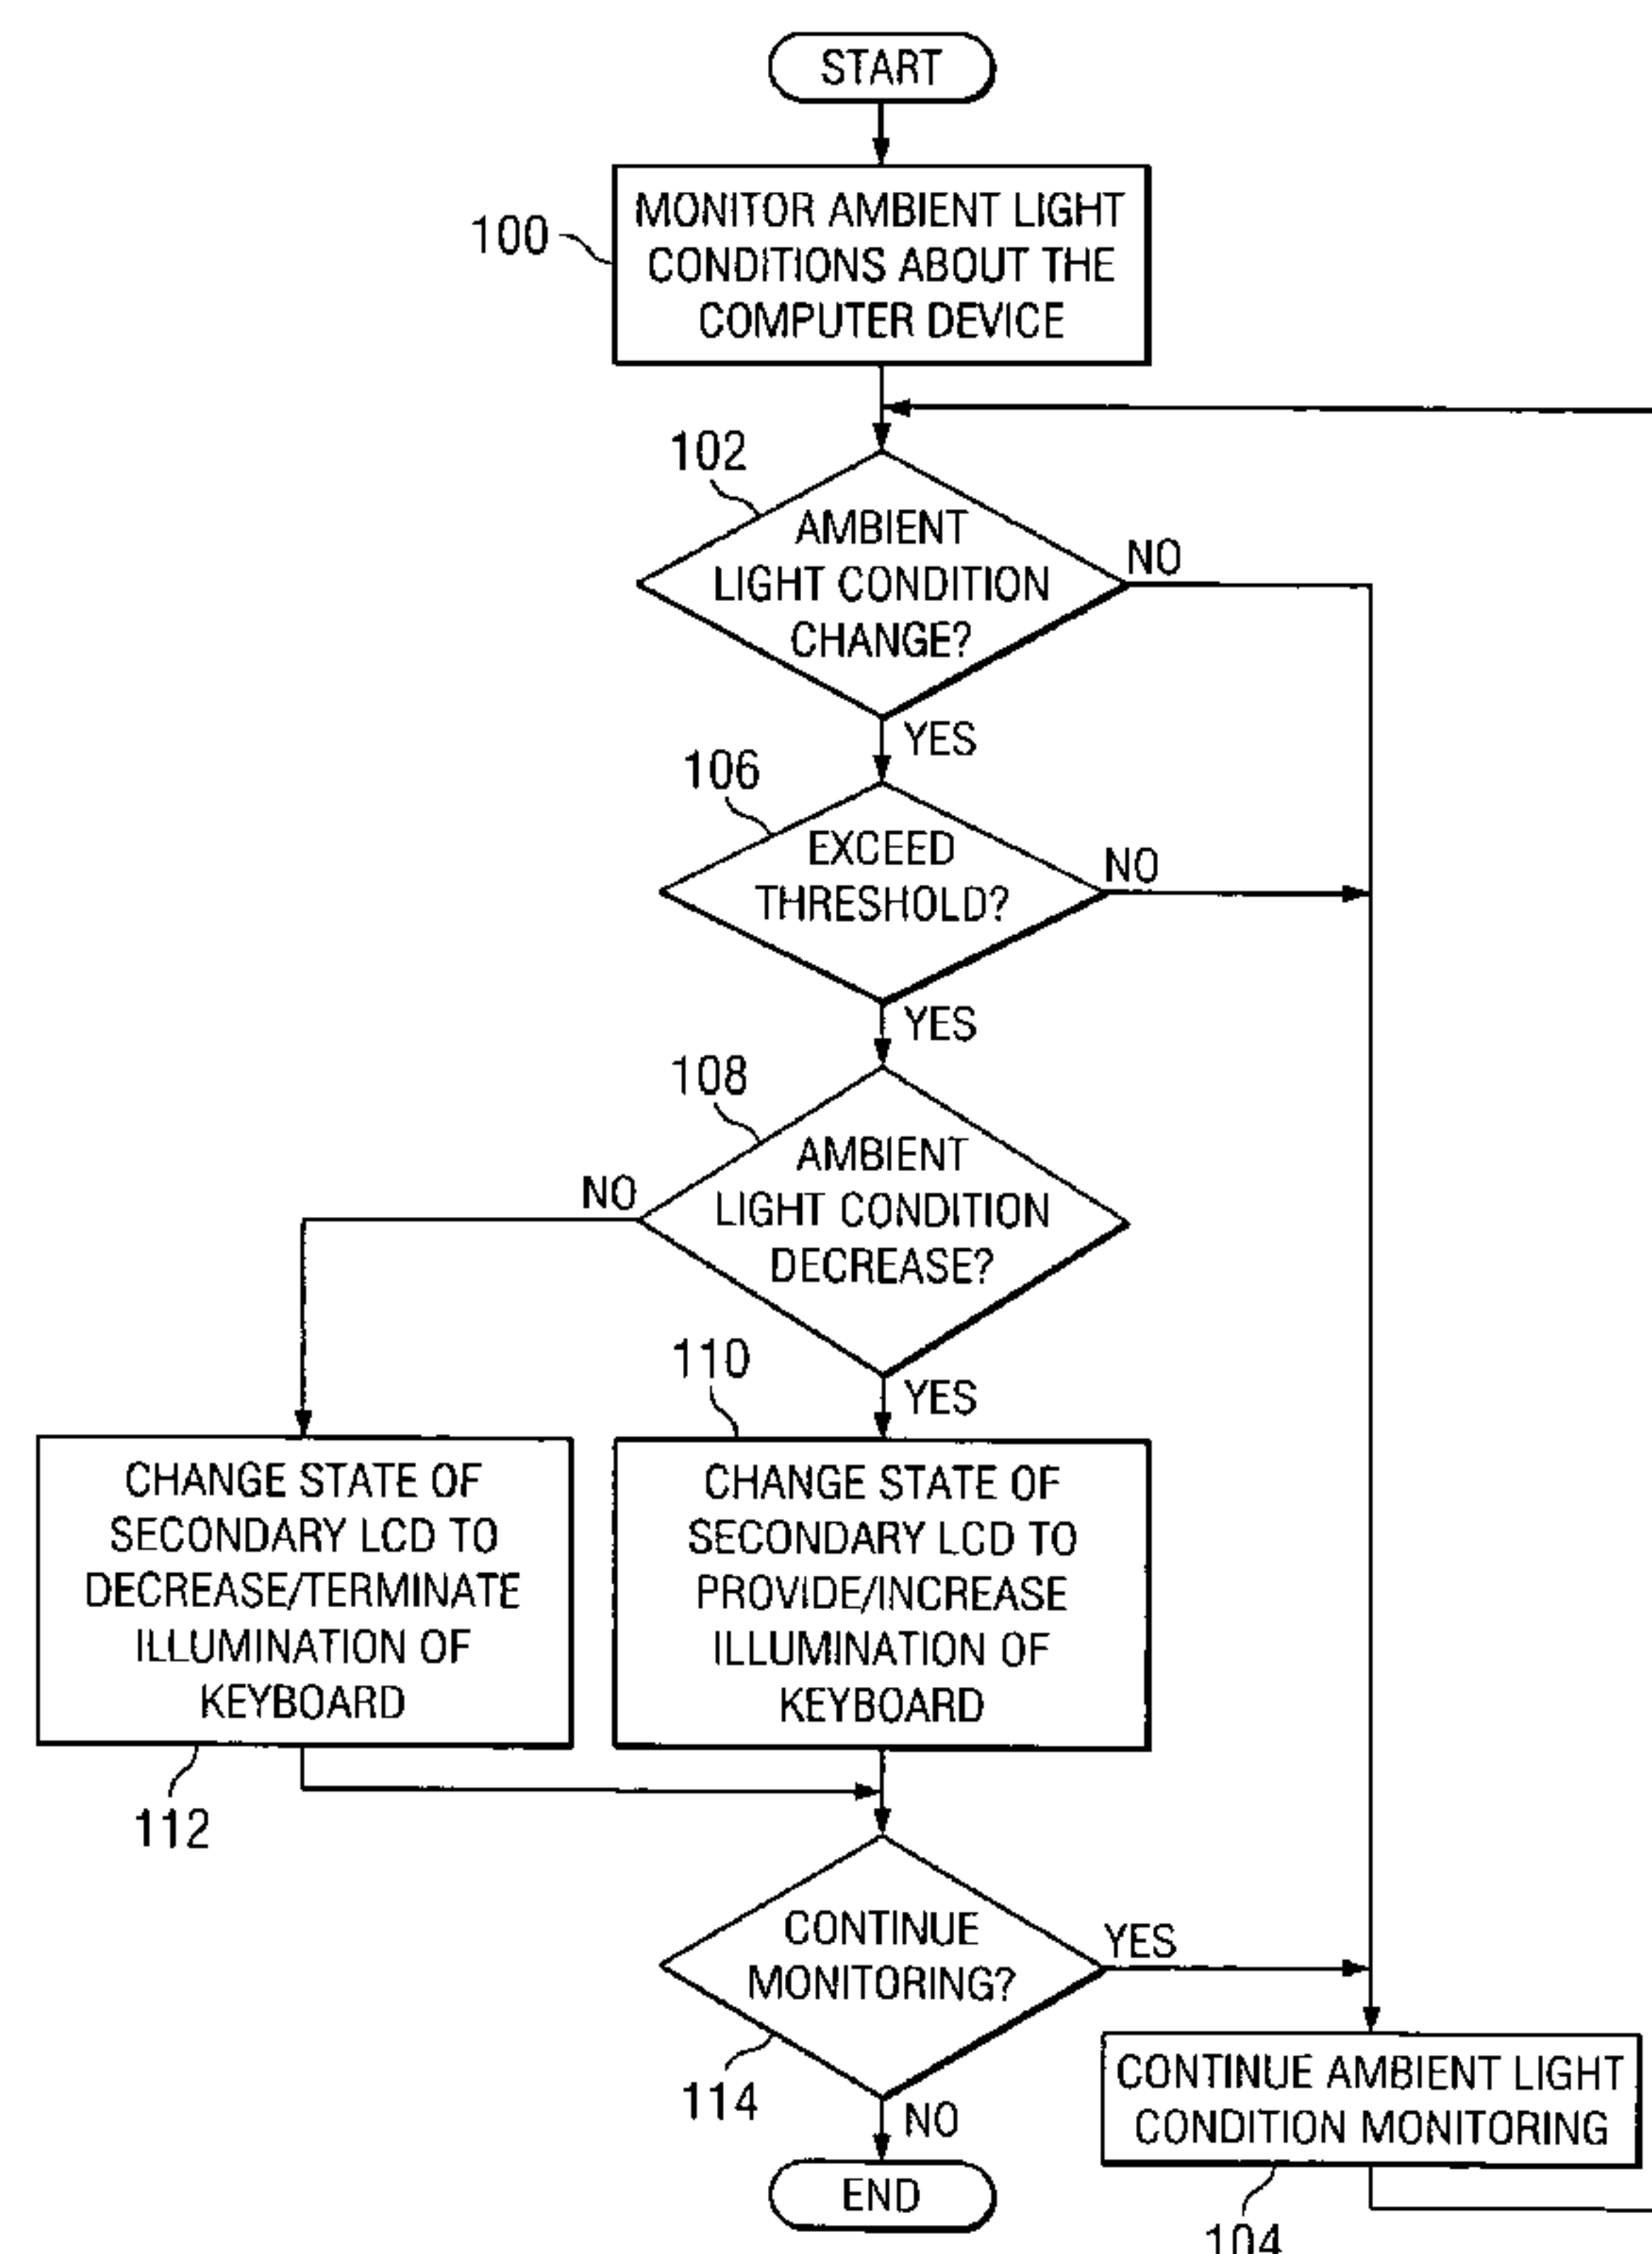 START
100
MONITOR AMBIENT LIGHT
CONDITIONS ABOUT THE
COMPUTER DEVICE
102
AMBIENT
LIGHT CONDITION
CHANGE?
NO
YES
106
EXCEED
THRESHOLD?
NO
YES
108
AMBIENT
LIGHT CONDITION
DECREASE?
NO
YES
110
CHANGE STATE OF
SECONDARY LCD TO
DECREASE/TERMINATE
ILLUMINATION OF
KEYBOARD
112
CHANGE STATE OF
SECONDARY LCD TO
PROVIDE/INCREASE
ILLUMINATION OF
KEYBOARD
CONTINUE
MONITORING?
YES
114
NO
CONTINUE AMBIENT LIGHT
CONDITION MONITORING
104
END